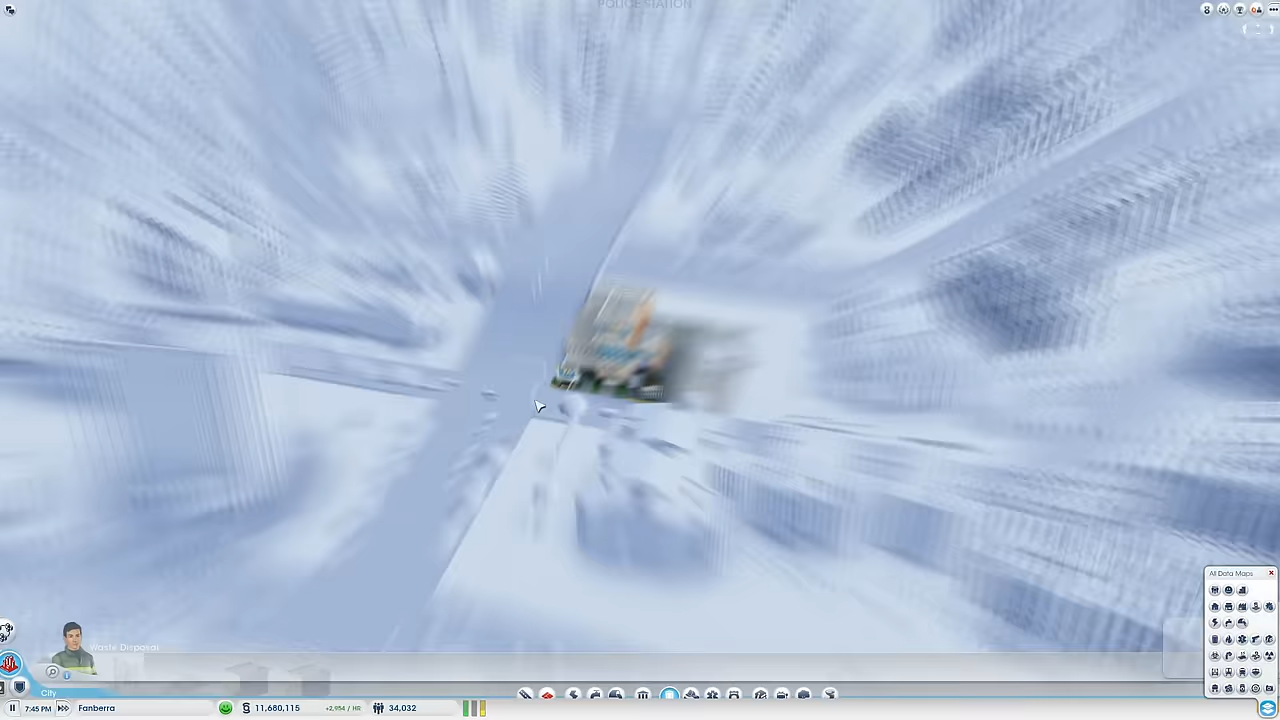 POLICE STATION
All Data Maps
Waste Disposal
City
7:45 PM
Fanberra
11,680,115
+2,954 / HR
34,032